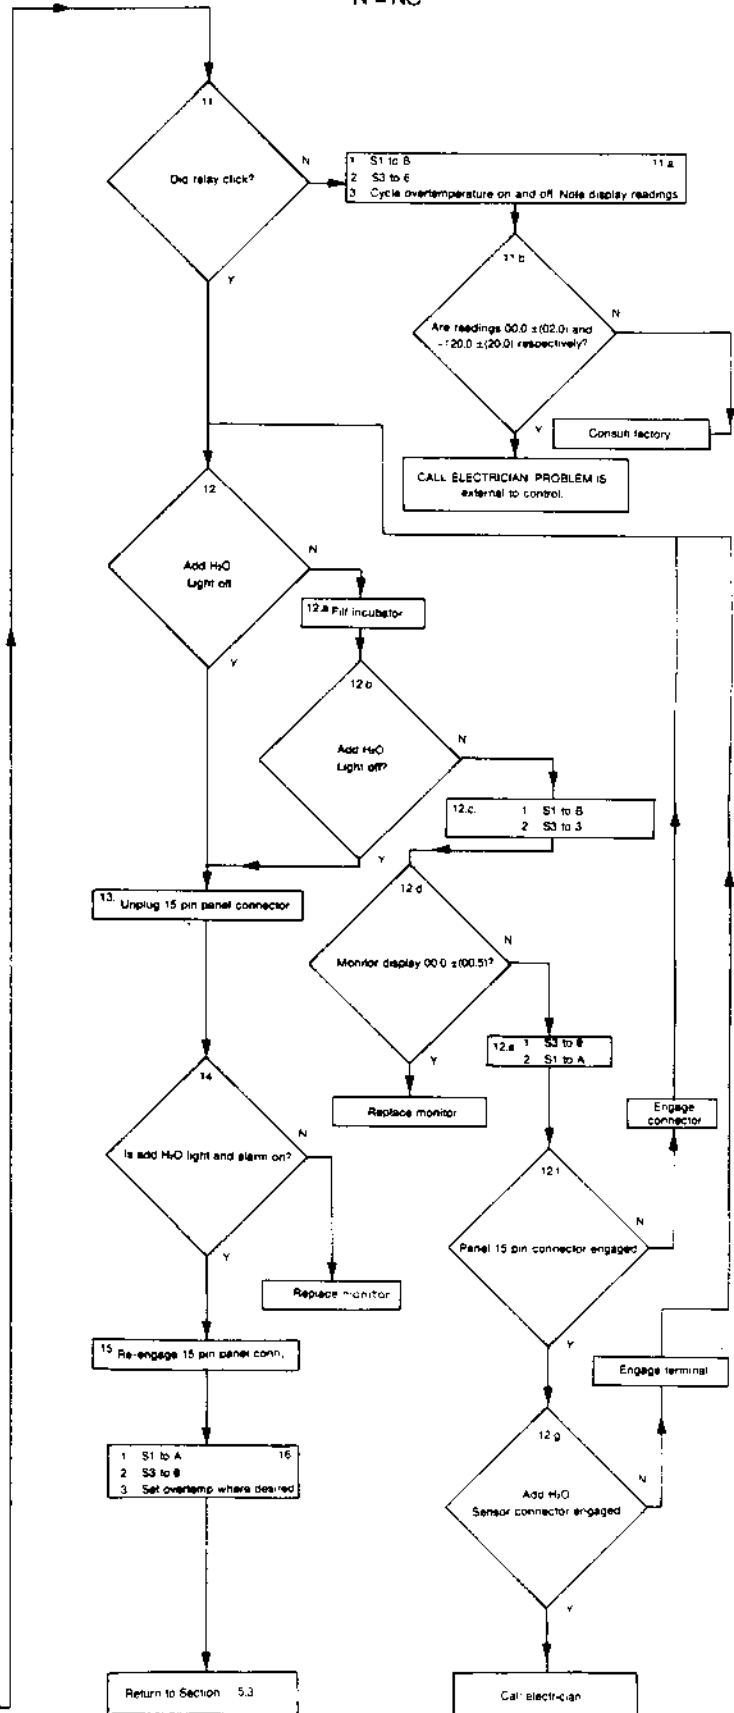 N = NO
11
Did relay click?
N
Y
1 S1 to B 11.a
2 S3 to 6
3 Cycle overtemperature on and off. Note display readings
11.b
Are readings 00.0 ±(02.0) and
-120.0 ±(20.0) respectively?
N
Y
Consult factory
CALL ELECTRICIAN. PROBLEM IS
external to control.
12
Add H₂O
Light off
N
Y
12.a Fill incubator
12.b
Add H₂O
Light off?
N
Y
12.c. 1 S1 to B
2 S3 to 3
13. Unplug 15 pin panel connector
12.d
Monitor display 00.0 ±(00.5)?
N
Y
12.e 1 S3 to
2 S1 to A
Replace monitor
Engage
connector
14
Is add H₂O light and alarm on?
N
Y
Replace monitor
12.f
Panel 15 pin connector engaged
N
Y
15 Re-engage 15 pin panel conn.
Engage terminal
1 S1 to A 16
2 S3 to
3 Set overtemp where desired
12.g
Add H₂O
Sensor connector engaged
N
Y
Return to Section 5.3
Call electrician